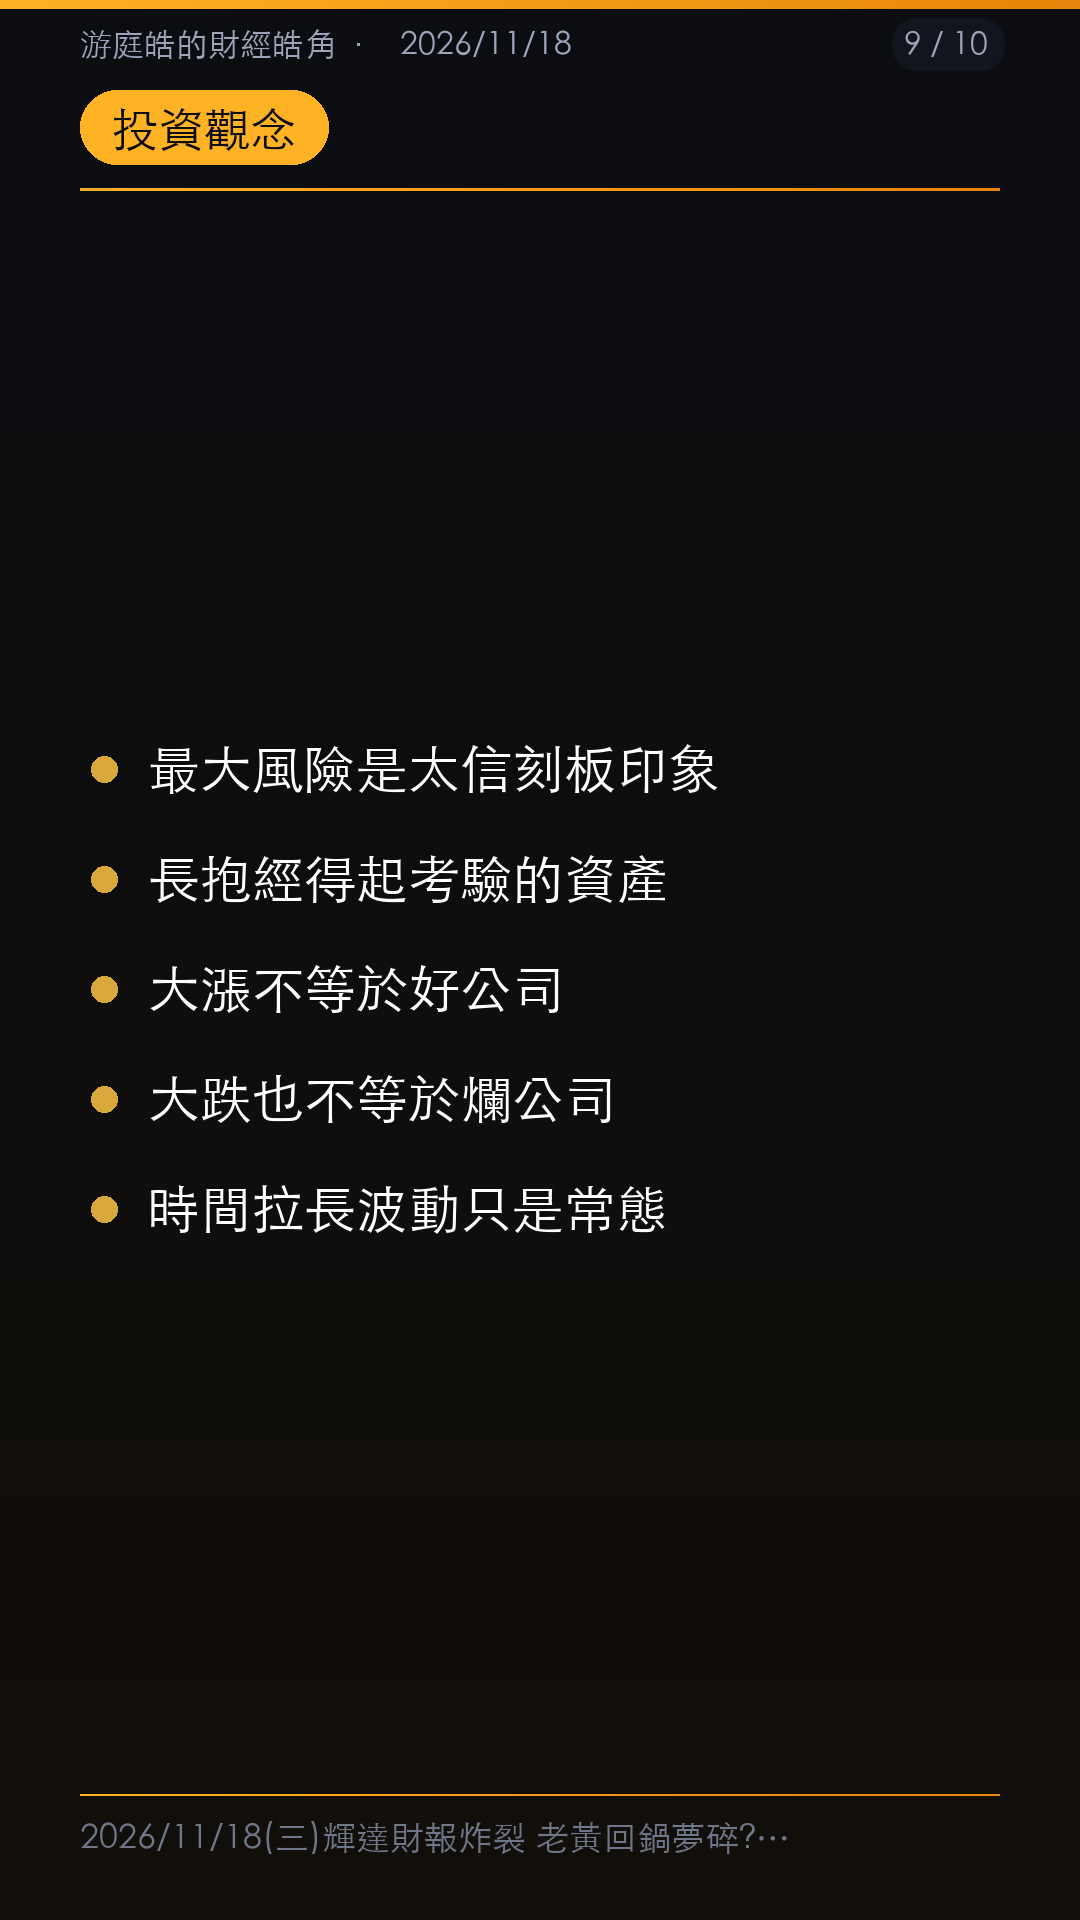 游庭皓的財經皓角 · 2026/11/18
9 / 10
投資觀念
最大風險是太信刻板印象
長抱經得起考驗的資產
大漲不等於好公司
大跌也不等於爛公司
時間拉長波動只是常態
2026/11/18(三)輝達財報炸裂 老黃回鍋夢碎?⋯